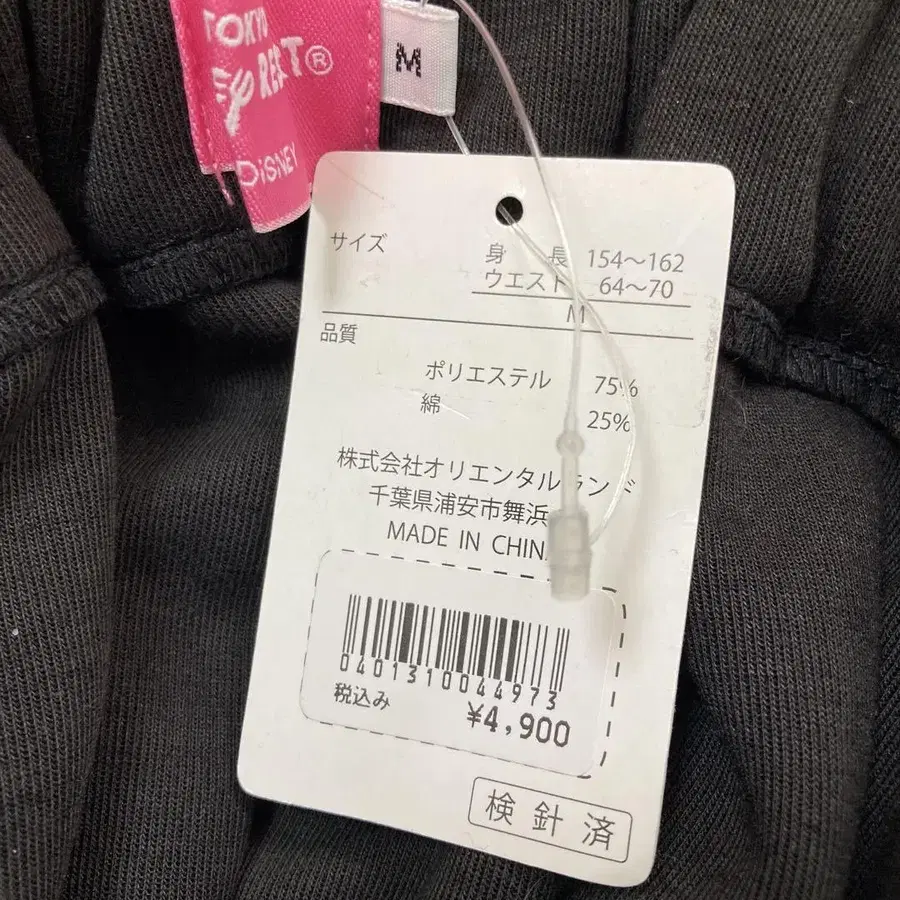 TOKYO
REST®
DiSNEY
M
サイズ
身 長 154～162
ウエスト 64～70
M
品質
ポリエステル 75%
綿 25%
株式会社オリエンタルランド
千葉県浦安市舞浜
MADE IN CHINA
0401310044973
税込み
¥4,900
検針済